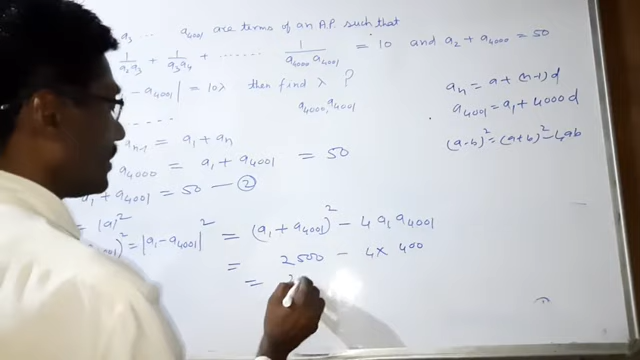 a₃ ⋯ a₄₀₀₁ are terms of an A.P. such that
1/(a₂a₃) + 1/(a₃a₄) + ⋯⋯ 1/(a₄₀₀₀a₄₀₀₁) = 10 and a₂ + a₄₀₀₀ = 50
- a₄₀₀₁| = 10λ then find λ ?
a₄₀₀₀, a₄₀₀₁
aₙ = a + (n-1)d
a₄₀₀₁ = a₁ + 4000d
(a-b)² = (a+b)² - 4ab
aₙ₋₁ = a₁ + aₙ
a₄₀₀₀ = a₁ + a₄₀₀₁ = 50
a₁ + a₄₀₀₁ = 50 — ②
= |a|²
)² = |a₁ - a₄₀₀₁|² = (a₁ + a₄₀₀₁)² - 4 a₁ a₄₀₀₁
= 2500 - 4 × 400
=